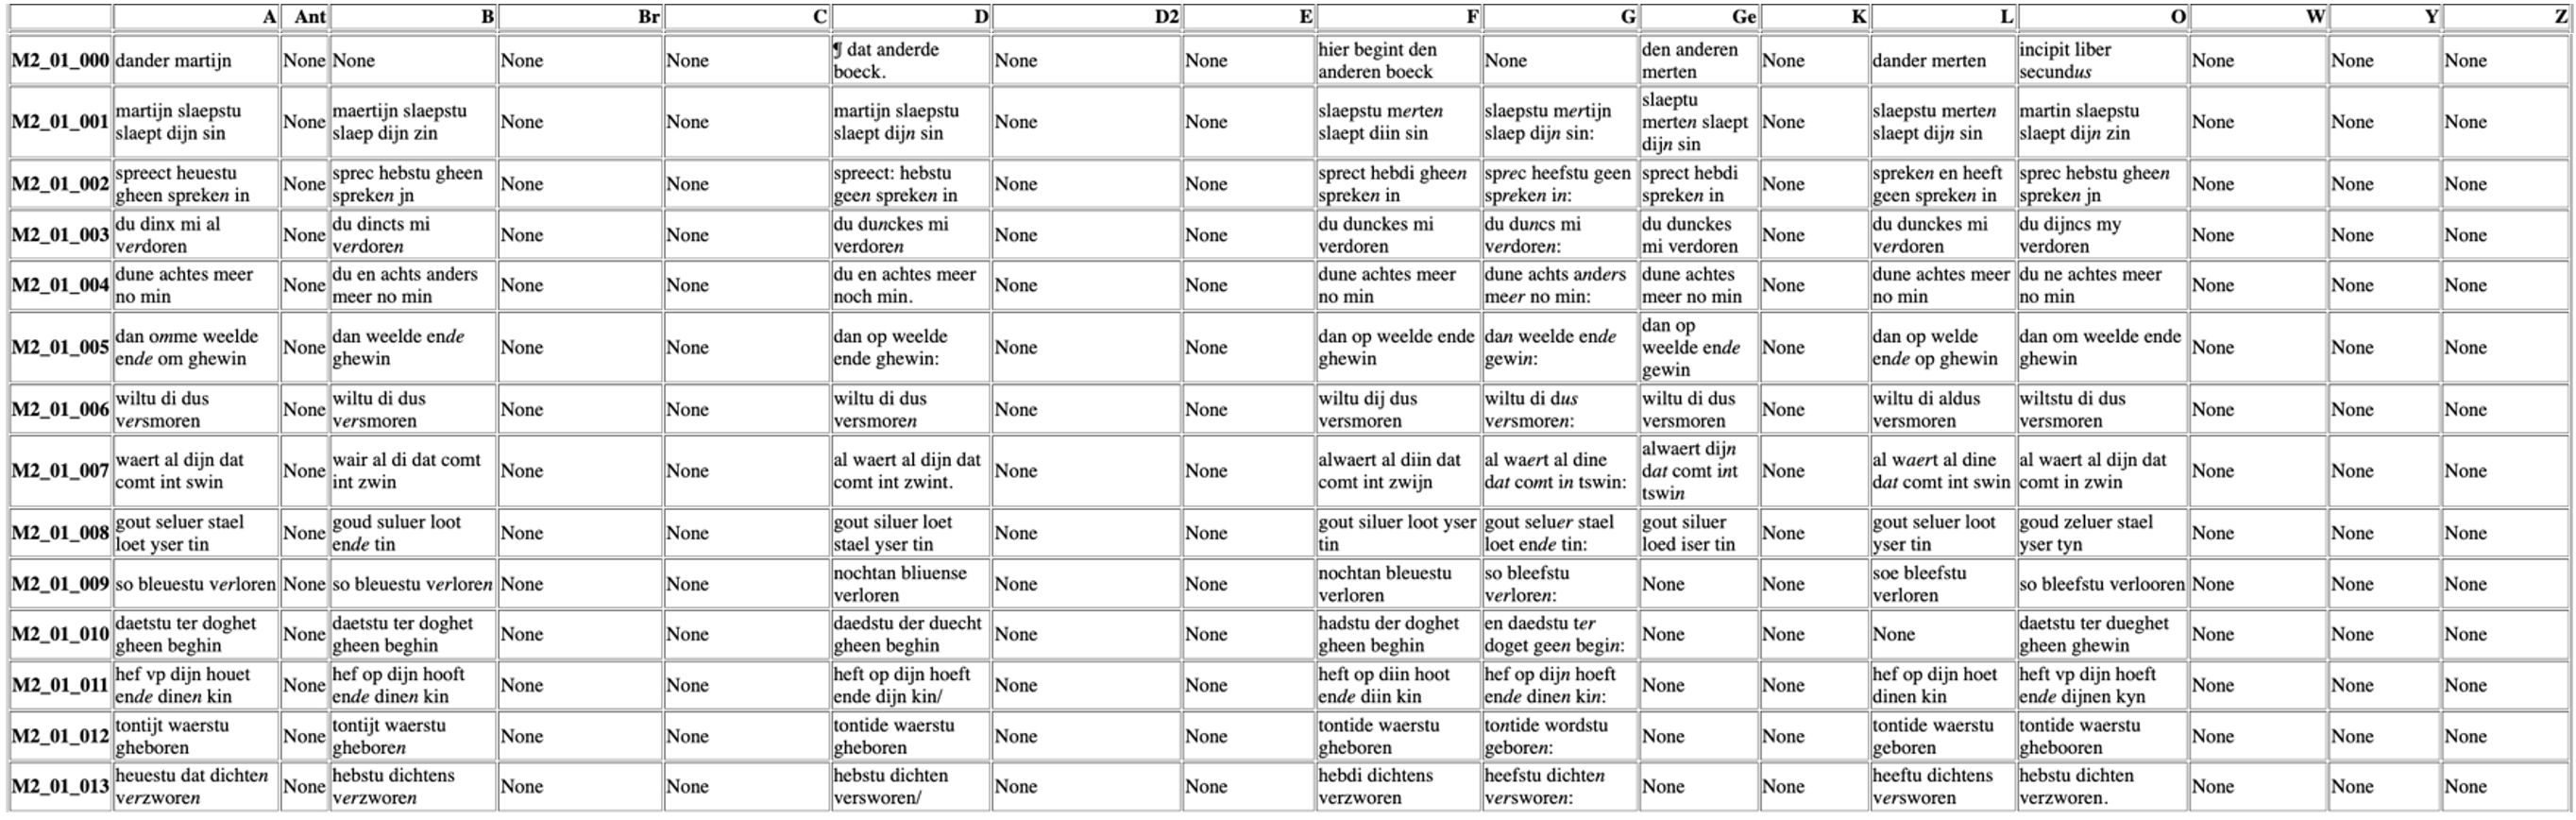 A Ant B Br C D D2 E F G Ge K L O W Y Z
M2_01_000 dander martijn None None None None ¶ dat anderde boeck. None None hier begint den anderen boeck None den anderen merten None dander merten incipit liber secundus None None None
M2_01_001 martijn slaepstu slaept dijn sin None maertijn slaepstu slaep dijn zin None None martijn slaepstu slaept dijn sin None None slaepstu merten slaept diin sin slaepstu mertijn slaep dijn sin: slaeptu merten slaept dijn sin None slaepstu merten slaept dijn sin martin slaepstu slaept dijn zin None None None
M2_01_002 spreect heuestu gheen spreken in None sprec hebstu gheen spreken jn None None spreect: hebstu geen spreken in None None sprect hebdi gheen spreken in sprec heefstu geen spreken in: sprect hebdi spreken in None spreken en heeft geen spreken in sprec hebstu gheen spreken jn None None None
M2_01_003 du dinx mi al verdoren None du dincts mi verdoren None None du dunckes mi verdoren None None du dunckes mi verdoren du duncs mi verdoren: du dunckes mi verdoren None du dunckes mi verdoren du dijncs my verdoren None None None
M2_01_004 dune achtes meer no min None du en achts anders meer no min None None du en achtes meer noch min. None None dune achtes meer no min dune achts anders meer no min: dune achtes meer no min None dune achtes meer no min du ne achtes meer no min None None None
M2_01_005 dan omme weelde ende om ghewin None dan weelde ende ghewin None None dan op weelde ende ghewin: None None dan op weelde ende ghewin dan weelde ende gewin: dan op weelde ende gewin None dan op welde ende op ghewin dan om weelde ende ghewin None None None
M2_01_006 wiltu di dus versmoren None wiltu di dus versmoren None None wiltu di dus versmoren None None wiltu dij dus versmoren wiltu di dus versmoren: wiltu di dus versmoren None wiltu di aldus versmoren wiltstu di dus versmoren None None None
M2_01_007 waert al dijn dat comt int swin None wair al di dat comt int zwin None None al waert al dijn dat comt int zwint. None None alwaert al diin dat comt int zwijn al waert al dine dat comt in tswin: alwaert dijn dat comt int tswin None al waert al dine dat comt int swin al waert al dijn dat comt in zwin None None None
M2_01_008 gout seluer stael loet yser tin None goud suluer loot ende tin None None gout siluer loet stael yser tin None None gout siluer loot yser tin gout seluer stael loet ende tin: gout siluer loed iser tin None gout seluer loot yser tin goud zeluer stael yser tyn None None None
M2_01_009 so bleuestu verloren None so bleuestu verloren None None nochtan bliuense verloren None None nochtan bleuestu verloren so bleefstu verloren: None None soe bleefstu verloren so bleefstu verlooren None None None
M2_01_010 daetstu ter doghet gheen beghin None daetstu ter doghet gheen beghin None None daedstu der duecht gheen beghin None None hadstu der doghet gheen beghin en daedstu ter doget geen begin: None None None daetstu ter dueghet gheen ghewin None None None
M2_01_011 hef vp dijn houet ende dinen kin None hef op dijn hooft ende dinen kin None None heft op dijn hoeft ende dijn kin/ None None heft op diin hoot ende diin kin hef op dijn hoeft ende dinen kin: None None hef op dijn hoet dinen kin heft vp dijn hoeft ende dijnen kyn None None None
M2_01_012 tontijt waerstu gheboren None tontijt waerstu gheboren None None tontide waerstu gheboren None None tontide waerstu gheboren tontide wordstu geboren: None None tontide waerstu geboren tontide waerstu ghebooren None None None
M2_01_013 heuestu dat dichten verzworen None hebstu dichtens verzworen None None hebstu dichten versworen/ None None hebdi dichtens verzworen heefstu dichten versworen: None None heeftu dichtens versworen hebstu dichten verzworen. None None None